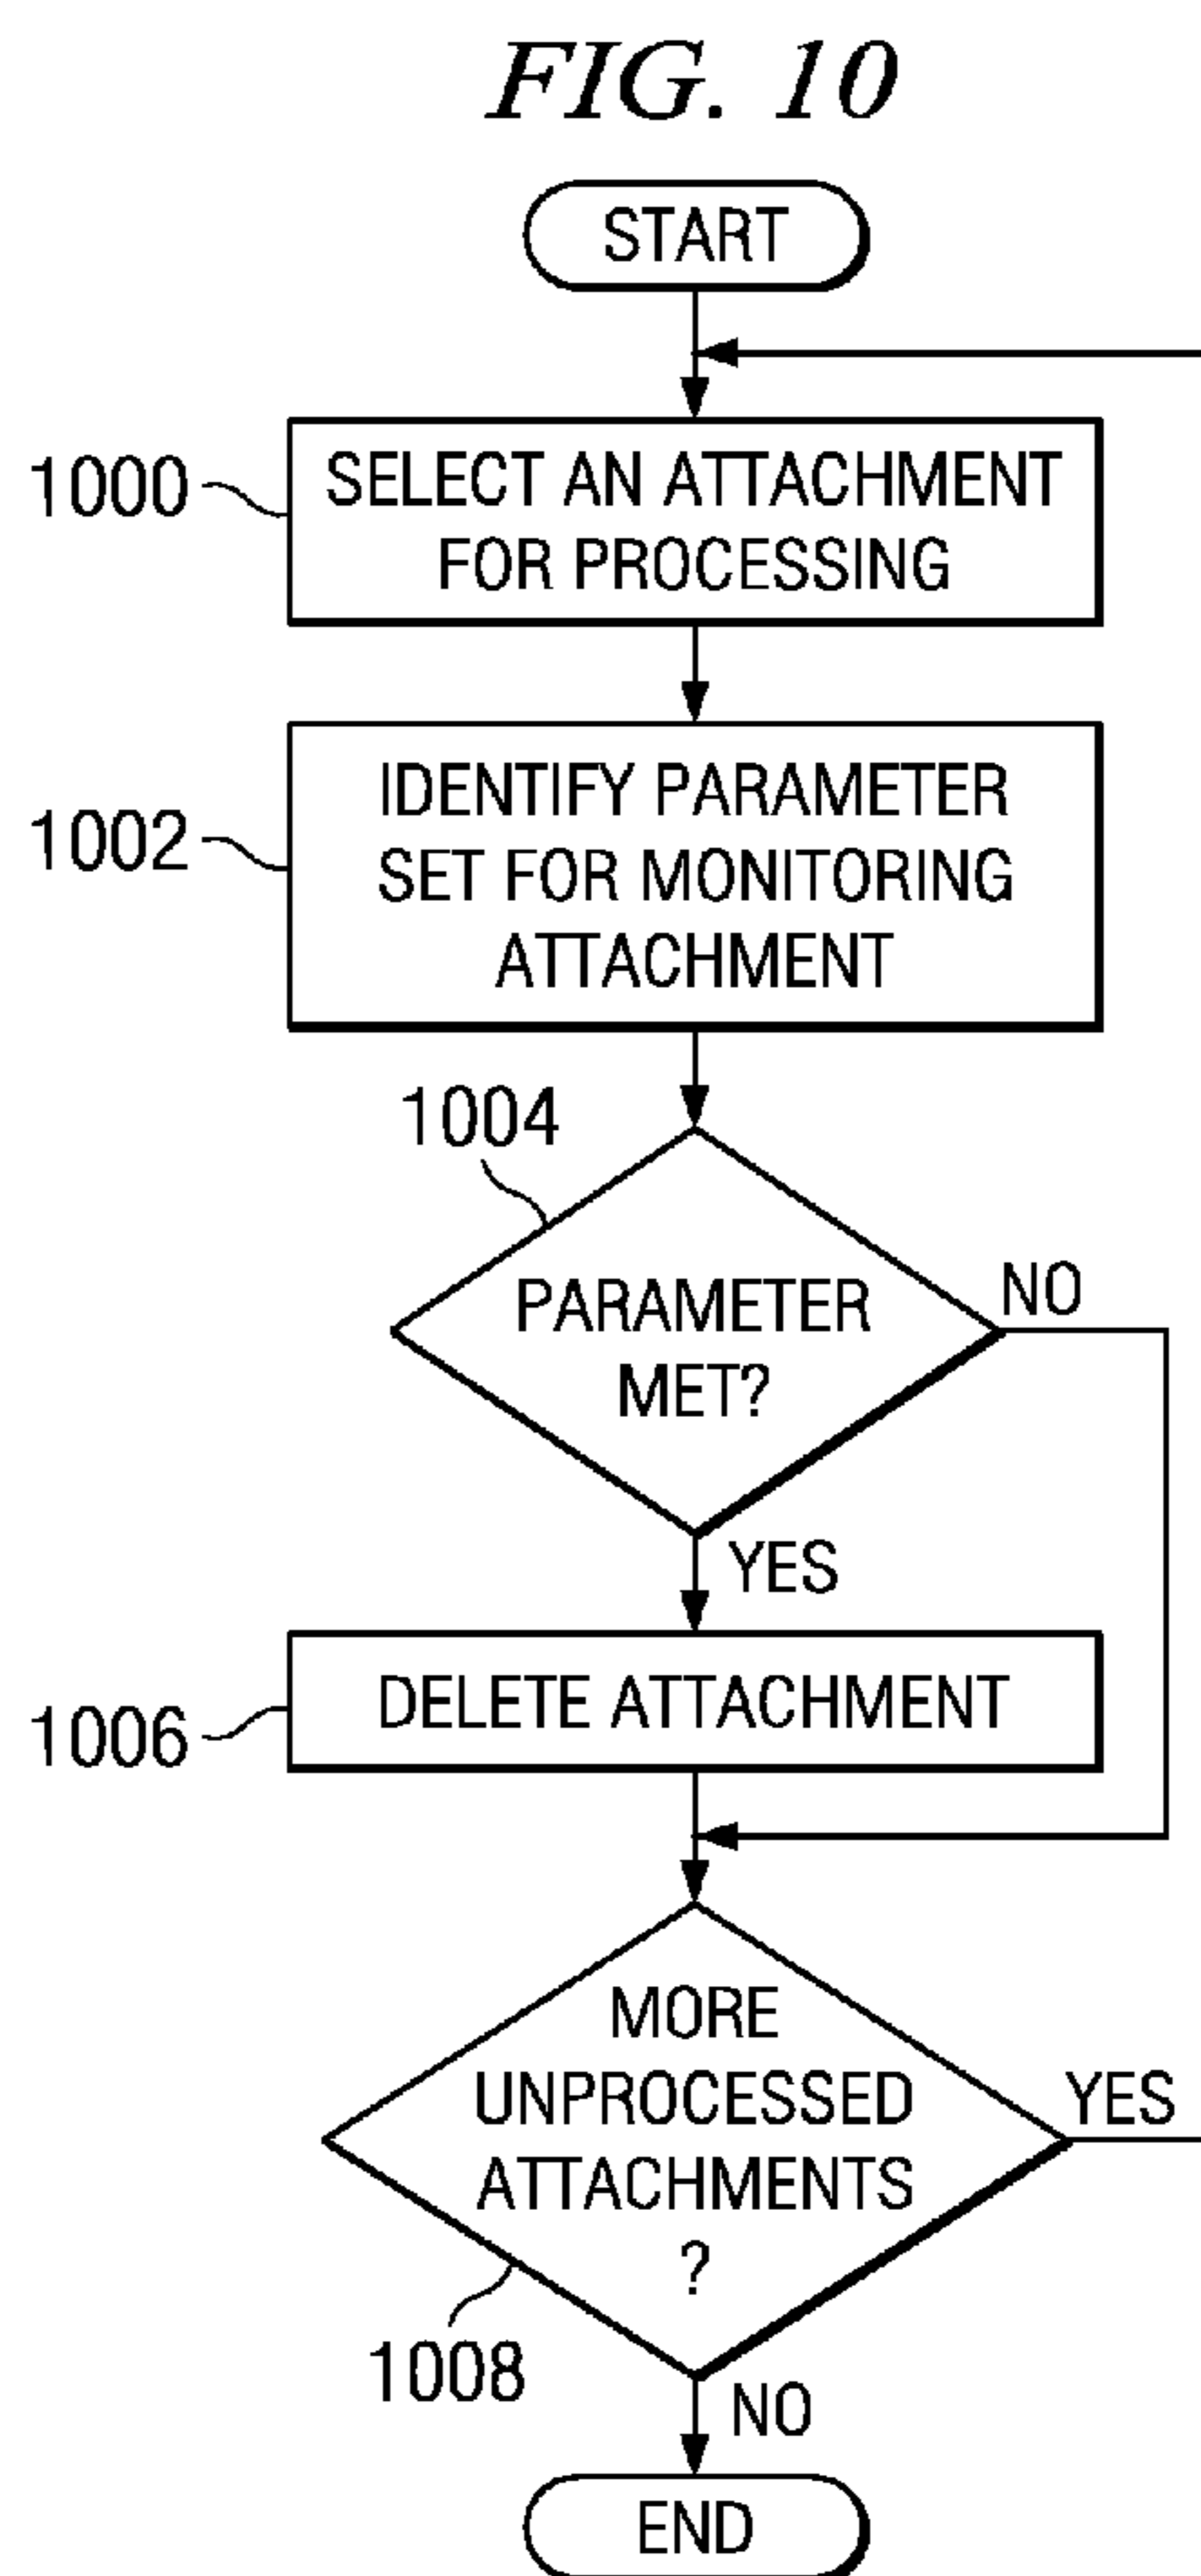 FIG. 10
START
1000
SELECT AN ATTACHMENT
FOR PROCESSING
1002
IDENTIFY PARAMETER
SET FOR MONITORING
ATTACHMENT
1004
PARAMETER
MET?
NO
YES
1006
DELETE ATTACHMENT
MORE
UNPROCESSED
ATTACHMENTS
?
YES
1008
NO
END